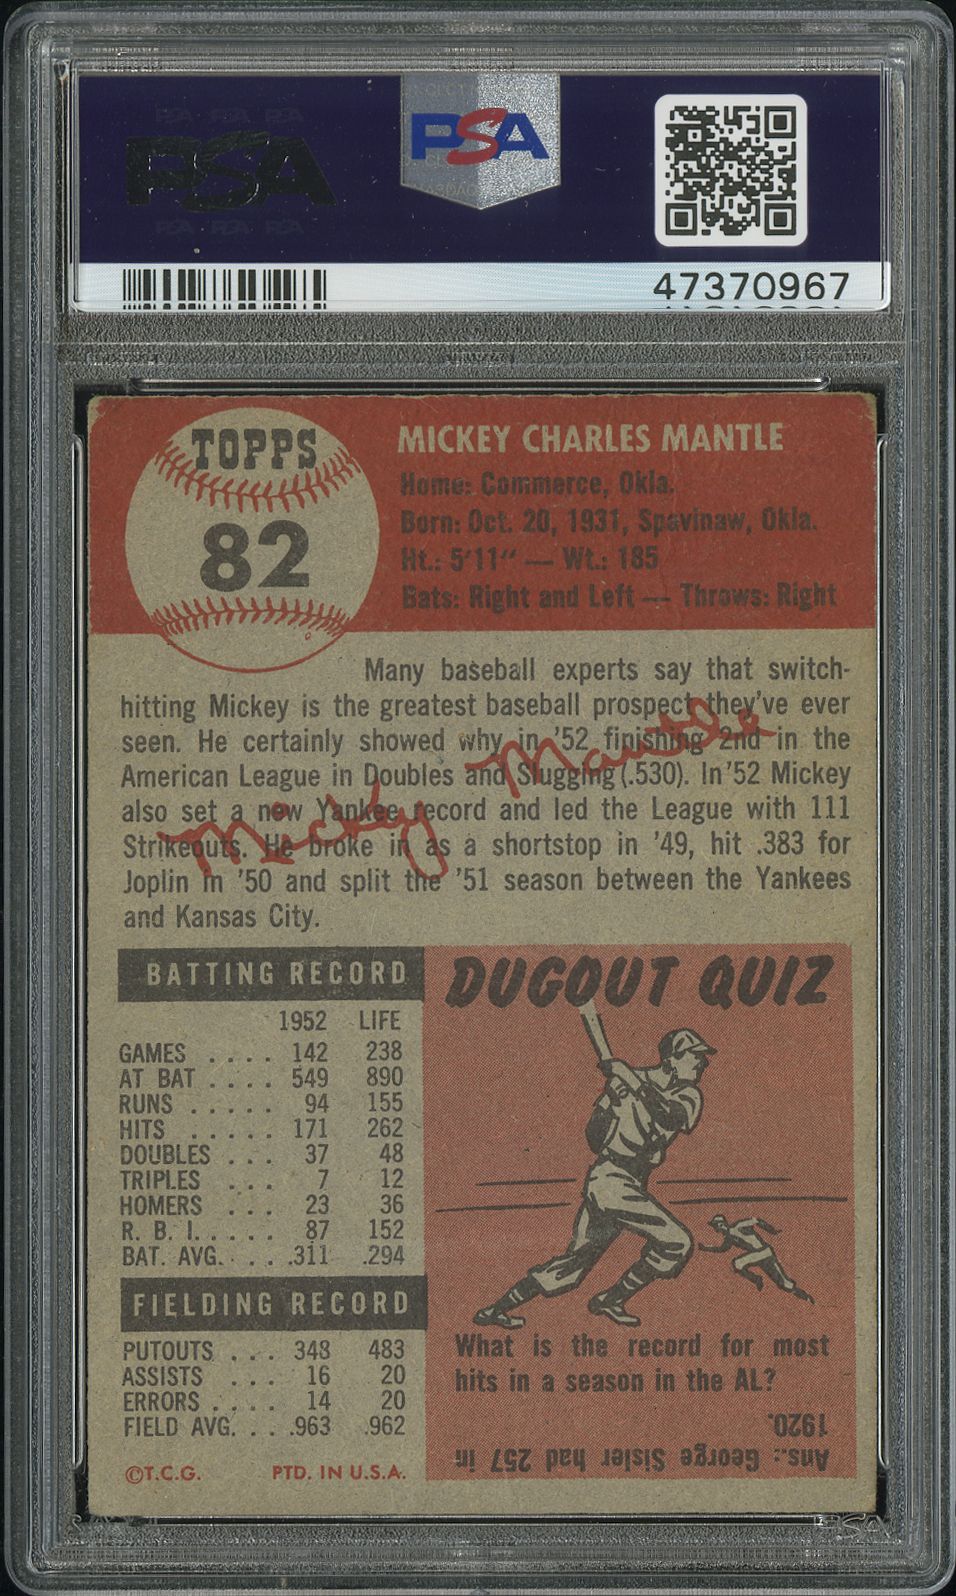 PSA PSA PSA
PSA
PSA PSA PSA
PSA
47370967
TOPPS
82
MICKEY CHARLES MANTLE
Home: Commerce, Okla.
Born: Oct. 20, 1931, Spavinaw, Okla.
Ht.: 5'11" — Wt.: 185
Bats: Right and Left — Throws: Right
Many baseball experts say that switch-
hitting Mickey is the greatest baseball prospect they've ever
seen. He certainly showed why in '52 finishing 2nd in the
American League in Doubles and Slugging (.530). In '52 Mickey
also set a new Yankee record and led the League with 111
Strikeouts. He broke in as a shortstop in '49, hit .383 for
Joplin in '50 and split the '51 season between the Yankees
and Kansas City.
Micky Mantle
BATTING RECORD
1952 LIFE
GAMES . . . . 142 238
AT BAT . . . . 549 890
RUNS . . . . . 94 155
HITS . . . . . 171 262
DOUBLES . . . 37 48
TRIPLES . . . 7 12
HOMERS . . . 23 36
R. B. I. . . . . 87 152
BAT. AVG. . . . .311 .294
FIELDING RECORD
PUTOUTS . . . 348 483
ASSISTS . . . 16 20
ERRORS . . . . 14 20
FIELD AVG. . . .963 .962
©T.C.G. PTD. IN U.S.A.
DUGOUT QUIZ
What is the record for most
hits in a season in the AL?
Ans.: George Sisler had 257 in
1920.
PSA